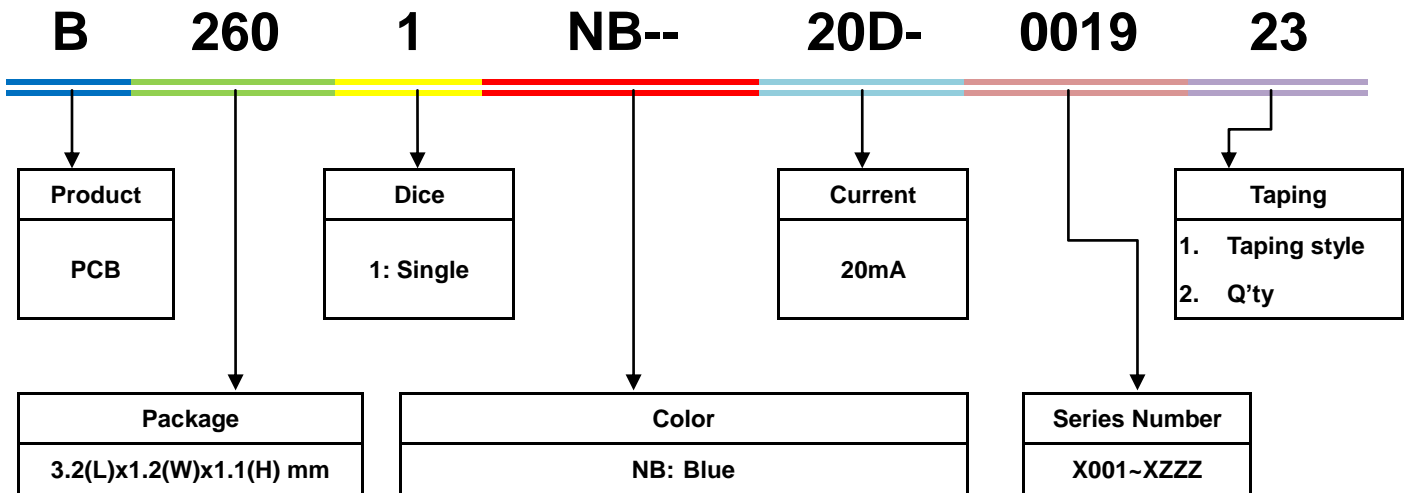 B 260 1 NB-- 20D- 0019 23
Product
PCB
Dice
1: Single
Current
20mA
Taping
1. Taping style
2. Q’ty
Package
3.2(L)x1.2(W)x1.1(H) mm
Color
NB: Blue
Series Number
X001~XZZZ